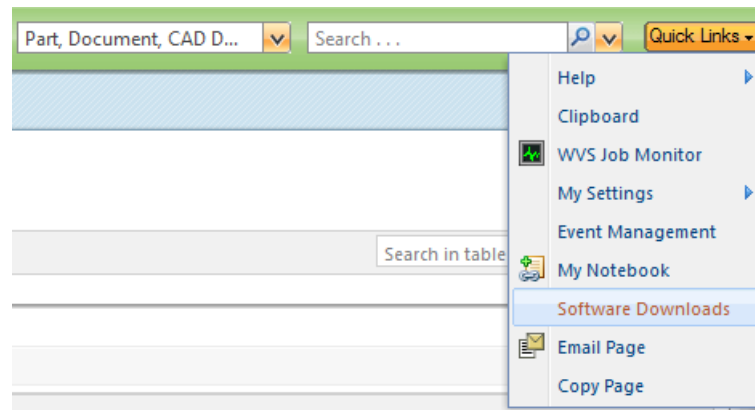 Part, Document, CAD D... Search . . . Quick Links
Help
Clipboard
WVS Job Monitor
My Settings
Event Management
Search in table
My Notebook
Software Downloads
Email Page
Copy Page